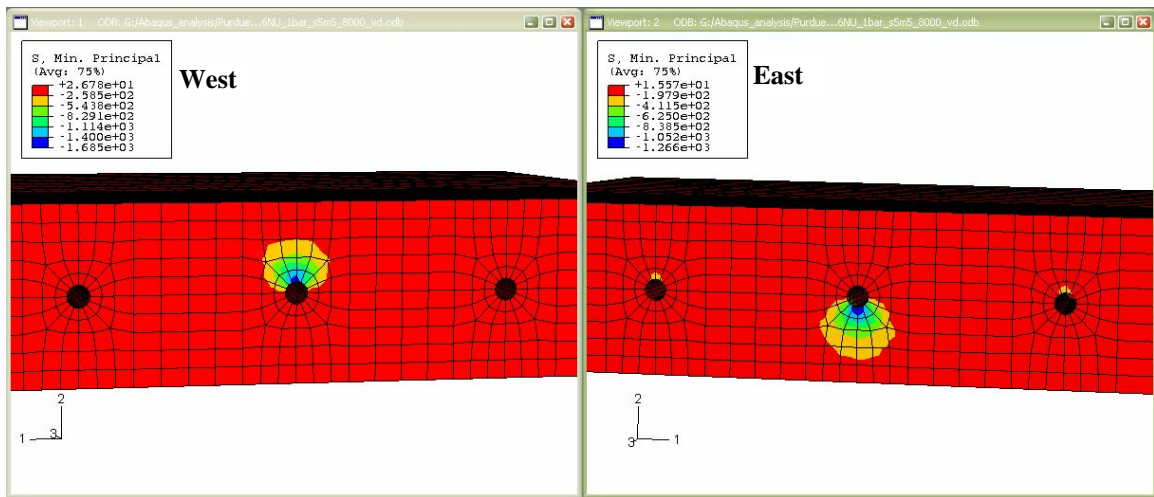 Viewport: 1 ODB: G:/Abaqus_analysis/Purdue...6NU_1bar_s5m5_8000_vd.odb
S, Min. Principal
(Avg: 75%)
+2.678e+01
-2.585e+02
-5.438e+02
-8.291e+02
-1.114e+03
-1.400e+03
-1.685e+03
West
2
1
3
Viewport: 2 ODB: G:/Abaqus_analysis/Purdue...6NU_1bar_s5m5_8000_vd.odb
S, Min. Principal
(Avg: 75%)
+1.557e+01
-1.979e+02
-4.115e+02
-6.250e+02
-8.385e+02
-1.052e+03
-1.266e+03
East
2
3
1